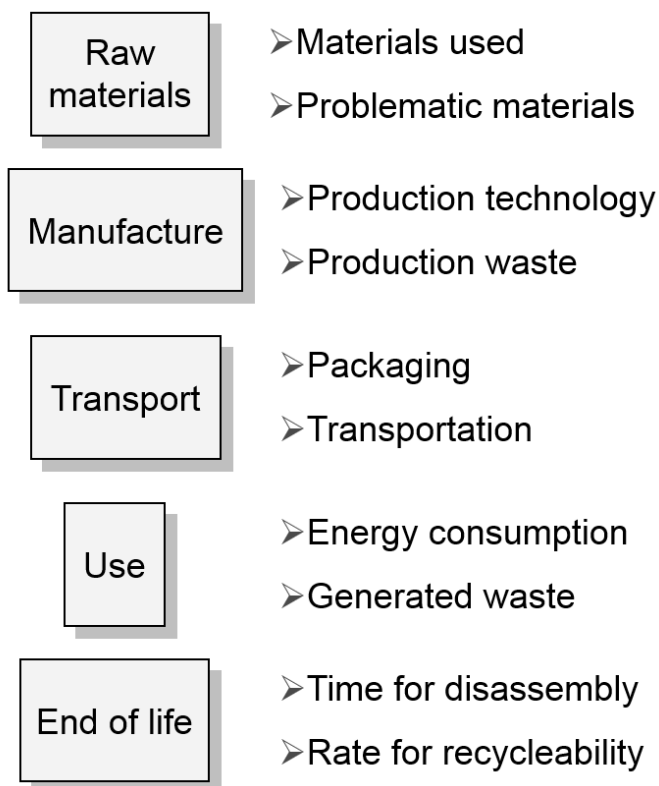 Raw
materials
➢Materials used
➢Problematic materials
Manufacture
➢Production technology
➢Production waste
Transport
➢Packaging
➢Transportation
Use
➢Energy consumption
➢Generated waste
End of life
➢Time for disassembly
➢Rate for recycleability